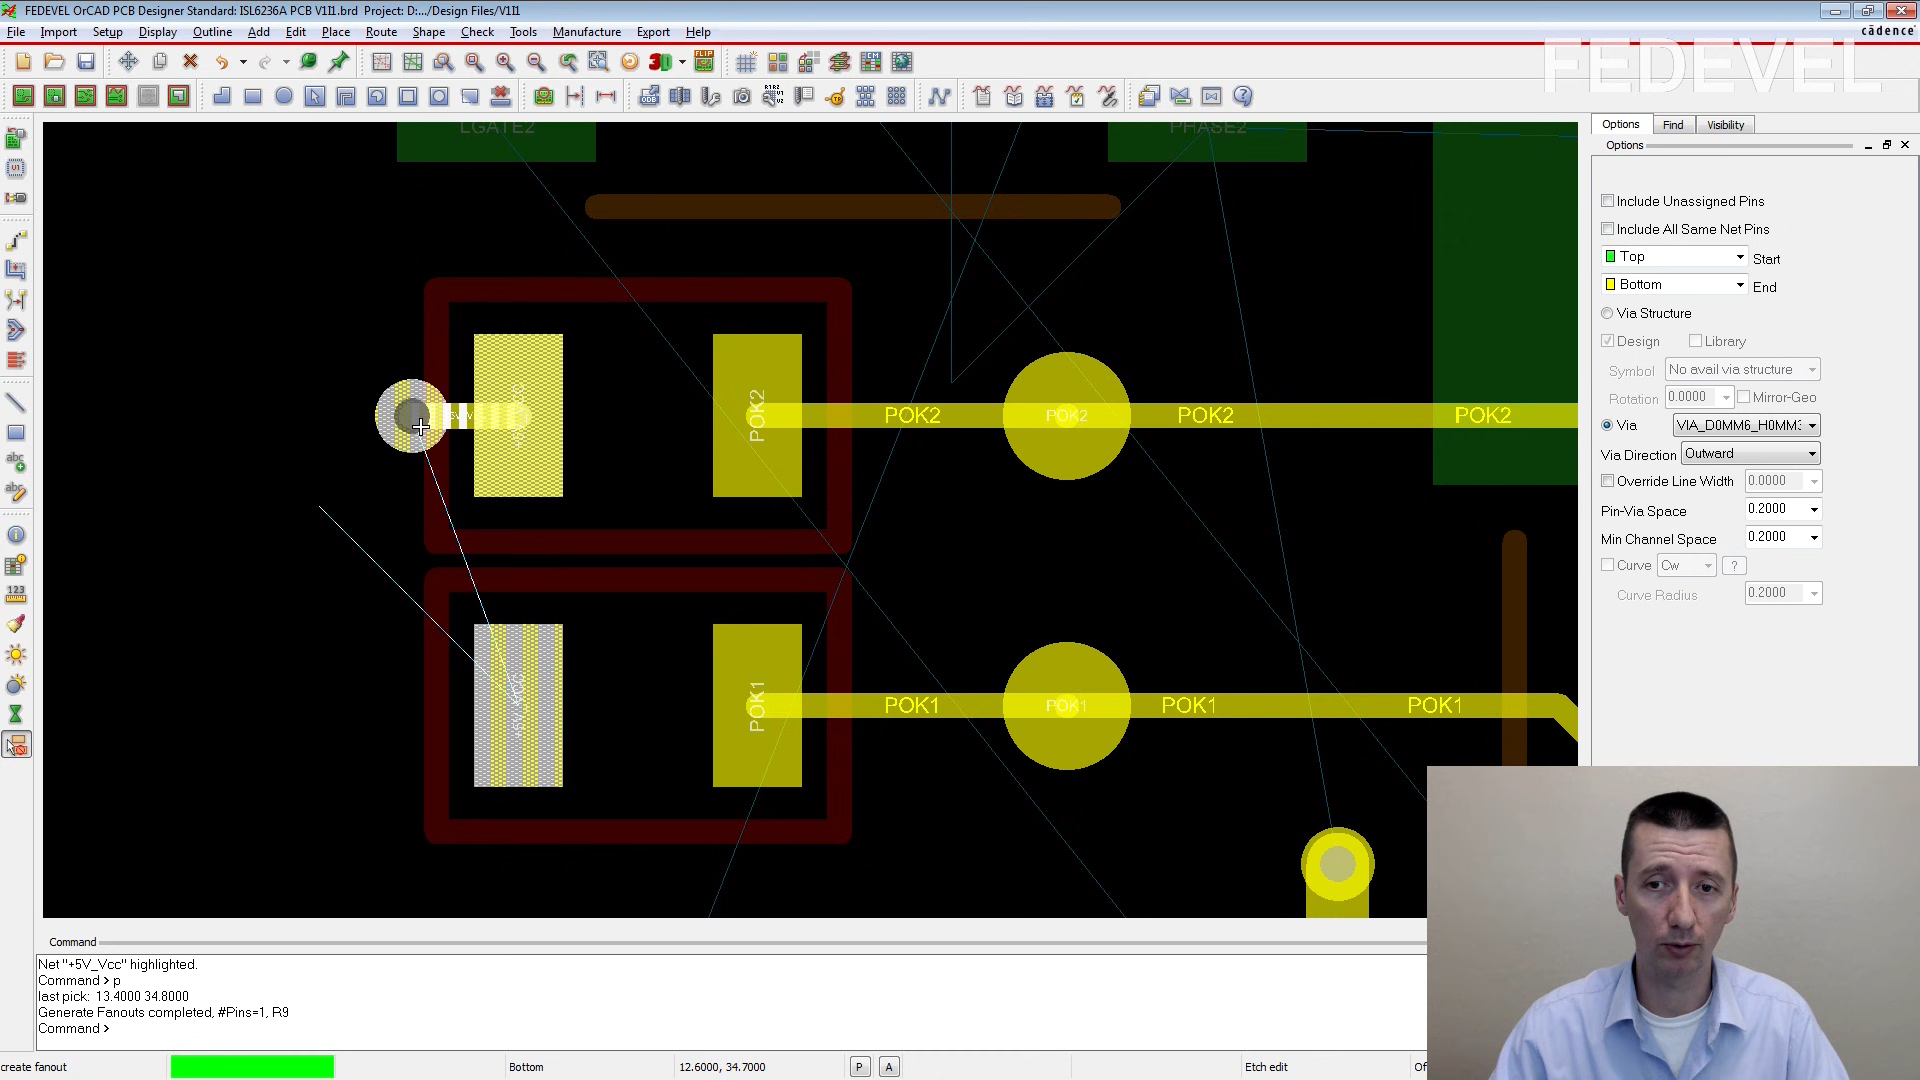 FEDEVEL OrCAD PCB Designer Standard: ISL6236A PCB V1I1.brd Project: D:.../Design Files/V1I1
File Import Setup Display Outline Add Edit Place Route Shape Check Tools Manufacture Export Help
cādence
FEDEVEL
Options Find Visibility
Options
LGATE2
PHASE2
Include Unassigned Pins
Include All Same Net Pins
Top Start
Bottom End
Via Structure
Design Library
Symbol No avail via structure
Rotation 0.0000 Mirror-Geo
Via VIA_D0MM6_H0MM3
Via Direction Outward
Override Line Width 0.0000
Pin-Via Space 0.2000
Min Channel Space 0.2000
Curve Cw ?
Curve Radius 0.2000
POK2 POK2 POK2 POK2 POK2
POK1 POK1 POK1 POK1 POK1
Command
Net "+5V_Vcc" highlighted.
Command > p
last pick: 13.4000 34.8000
Generate Fanouts completed, #Pins=1, R9
Command >
create fanout Bottom 12.6000, 34.7000 P A Etch edit Of